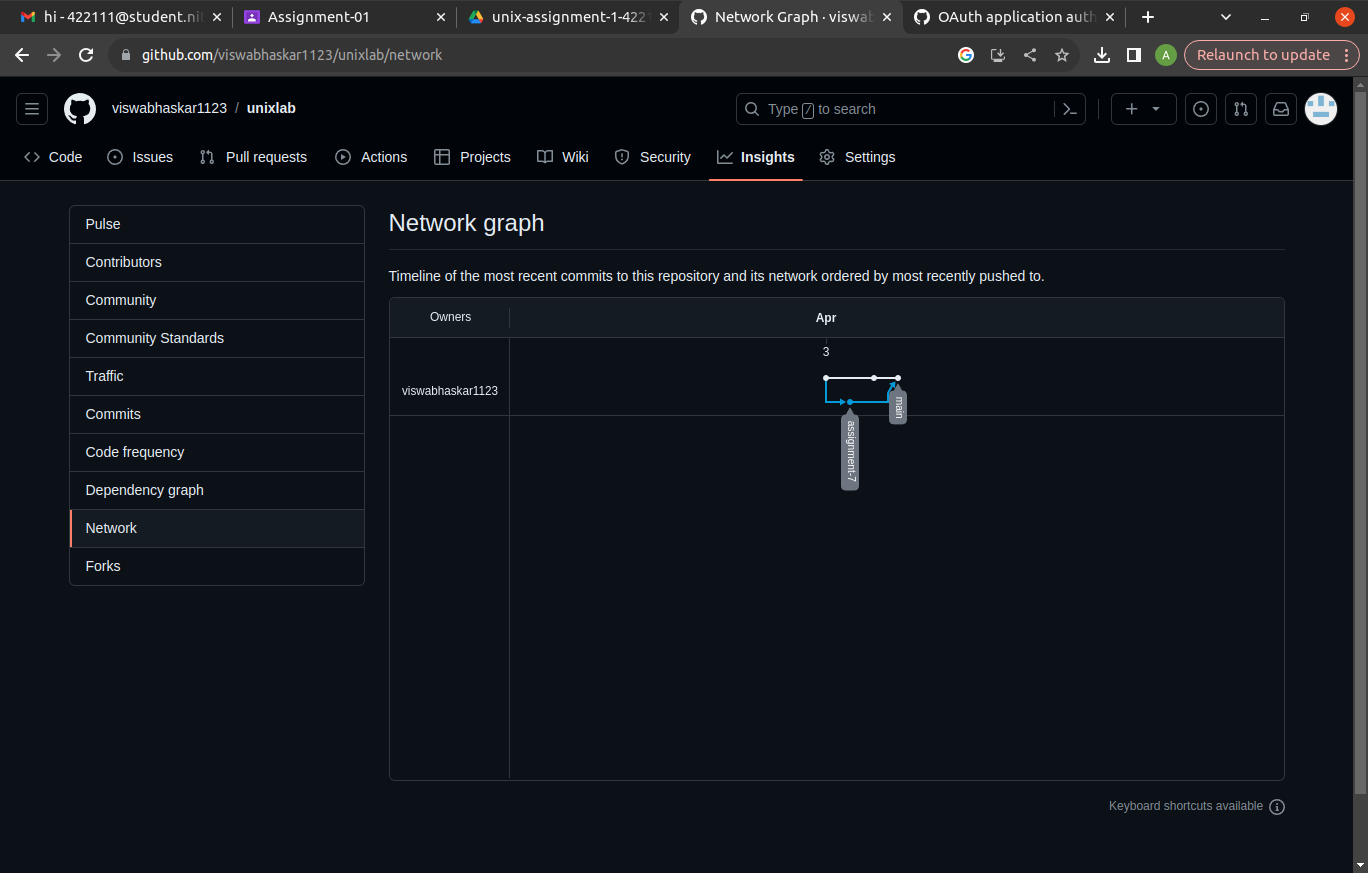 hi - 422111@student.ni
Assignment-01
unix-assignment-1-422
Network Graph · viswab
OAuth application auth
github.com/viswabhaskar1123/unixlab/network
A
Relaunch to update
viswabhaskar1123 / unixlab
Type / to search
Code
Issues
Pull requests
Actions
Projects
Wiki
Security
Insights
Settings
Pulse
Contributors
Community
Community Standards
Traffic
Commits
Code frequency
Dependency graph
Network
Forks
Network graph
Timeline of the most recent commits to this repository and its network ordered by most recently pushed to.
Owners
Apr
3
viswabhaskar1123
main
assignment-7
Keyboard shortcuts available